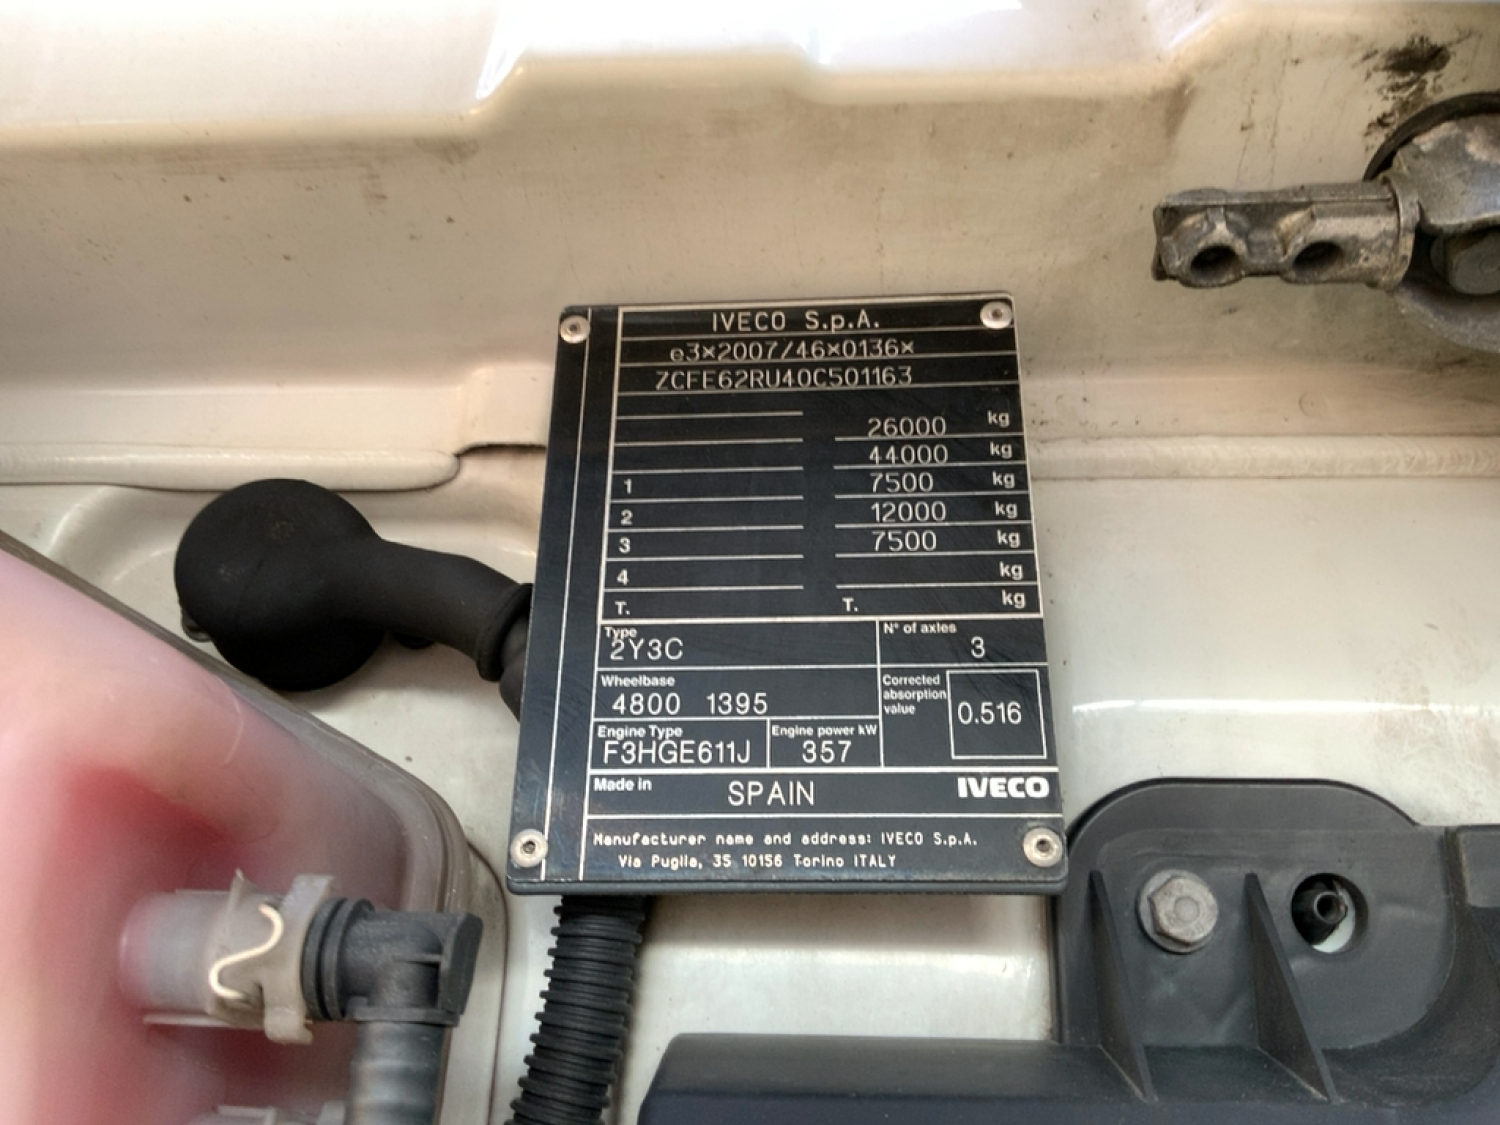 IVECO S.p.A.
e3*2007/46*0136*
ZCFE62RU40C501163
26000 kg
44000 kg
1 7500 kg
2 12000 kg
3 7500 kg
4 kg
T. T. kg
Type N° of axles
2Y3C 3
Wheelbase Corrected absorption value
4800 1395 0.516
Engine Type Engine power kW
F3HGE611J 357
Made in SPAIN IVECO
Manufacturer name and address: IVECO S.p.A.
Via Puglia, 35 10156 Torino ITALY